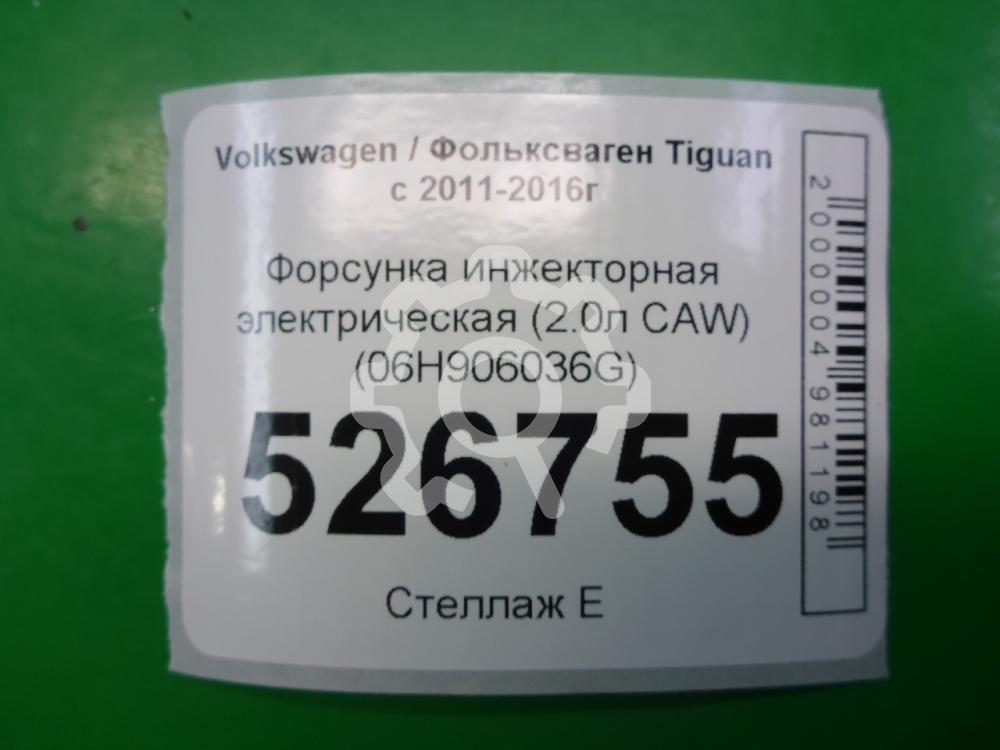 Volkswagen / Фольксваген Tiguan
с 2011-2016г
Форсунка инжекторная
электрическая (2.0л CAW)
(06H906036G)
526755
Стеллаж Е
2000004981198